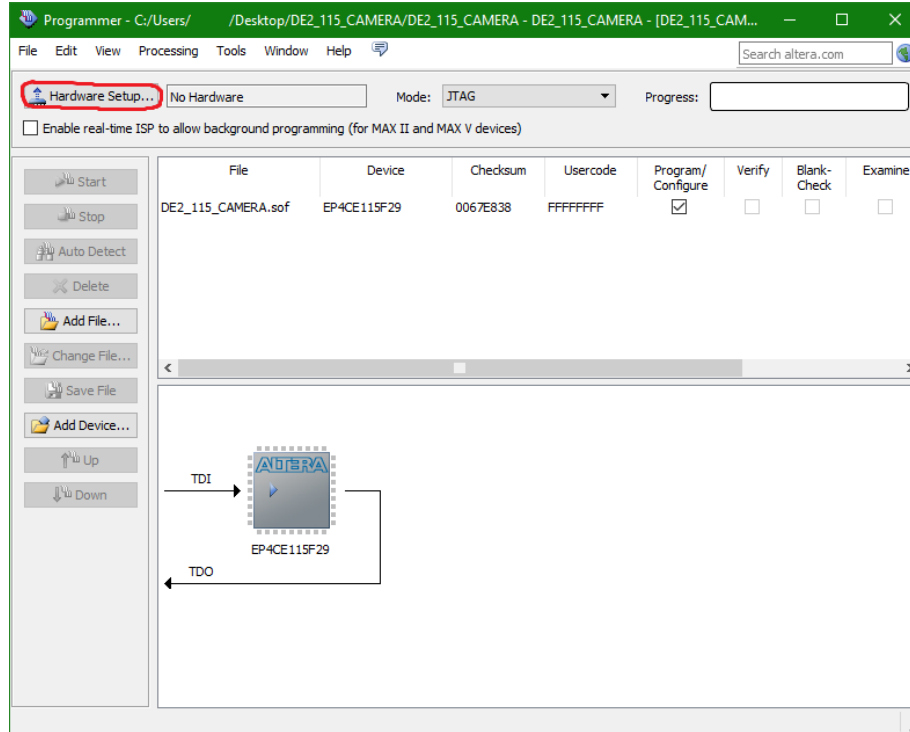 Programmer - C:/Users/ /Desktop/DE2_115_CAMERA/DE2_115_CAMERA - DE2_115_CAMERA - [DE2_115_CAM...
File Edit View Processing Tools Window Help
Search altera.com
Hardware Setup... No Hardware Mode: JTAG Progress:
Enable real-time ISP to allow background programming (for MAX II and MAX V devices)
File Device Checksum Usercode Program/ Configure Verify Blank- Check Examine
DE2_115_CAMERA.sof EP4CE115F29 0067E838 FFFFFFFF
Start
Stop
Auto Detect
Delete
Add File...
Change File...
Save File
Add Device...
Up
Down
ALTERA
TDI
EP4CE115F29
TDO